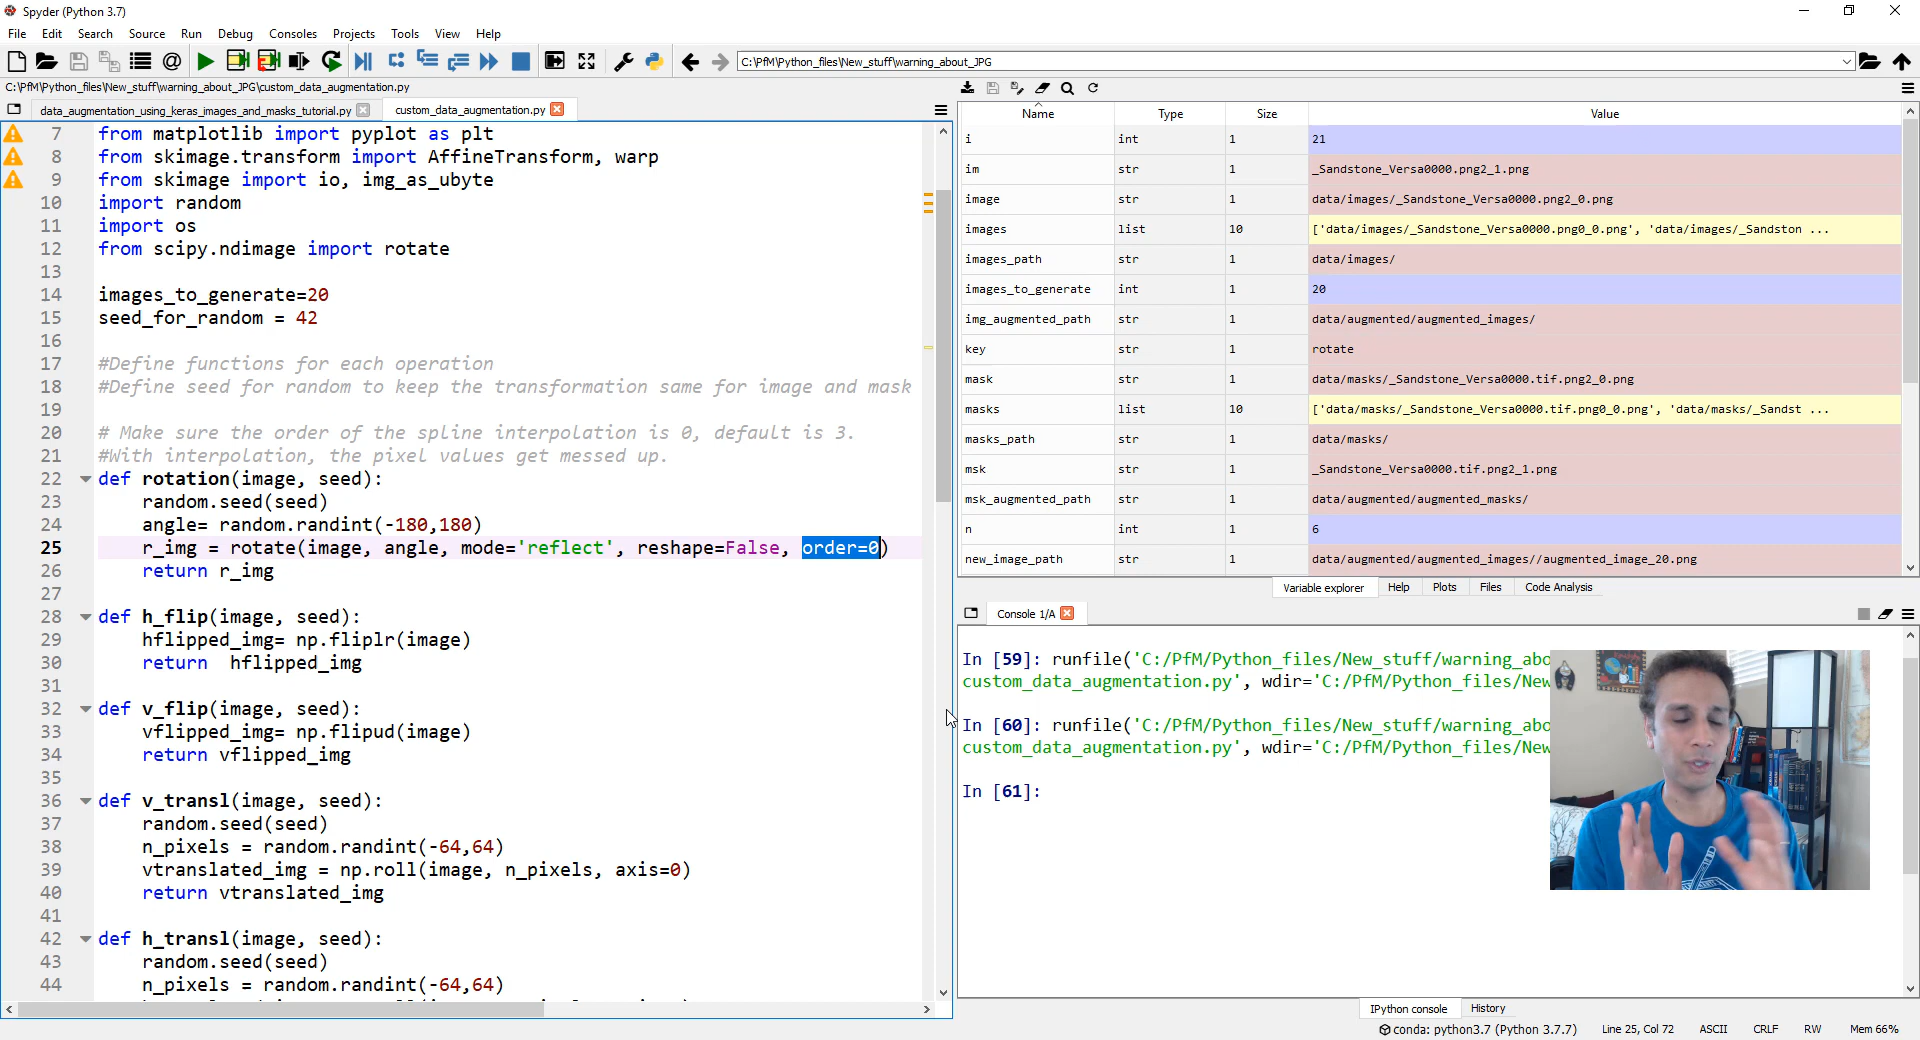 Spyder (Python 3.7)
File Edit Search Source Run Debug Consoles Projects Tools View Help
C:\PfM\Python_files\New_stuff\warning_about_JPG
C:\PfM\Python_files\New_stuff\warning_about_JPG\custom_data_augmentation.py
data_augmentation_using_keras_images_and_masks_tutorial.py custom_data_augmentation.py
7 from matplotlib import pyplot as plt
8 from skimage.transform import AffineTransform, warp
9 from skimage import io, img_as_ubyte
10 import random
11 import os
12 from scipy.ndimage import rotate
13
14 images_to_generate=20
15 seed_for_random = 42
16
17 #Define functions for each operation
18 #Define seed for random to keep the transformation same for image and mask
19
20 # Make sure the order of the spline interpolation is 0, default is 3.
21 #With interpolation, the pixel values get messed up.
22 def rotation(image, seed):
23 random.seed(seed)
24 angle= random.randint(-180,180)
25 r_img = rotate(image, angle, mode='reflect', reshape=False, order=0)
26 return r_img
27
28 def h_flip(image, seed):
29 hflipped_img= np.fliplr(image)
30 return  hflipped_img
31
32 def v_flip(image, seed):
33 vflipped_img= np.flipud(image)
34 return vflipped_img
35
36 def v_transl(image, seed):
37 random.seed(seed)
38 n_pixels = random.randint(-64,64)
39 vtranslated_img = np.roll(image, n_pixels, axis=0)
40 return vtranslated_img
41
42 def h_transl(image, seed):
43 random.seed(seed)
44 n_pixels = random.randint(-64,64)
Name Type Size Value
i int 1 21
im str 1 _Sandstone_Versa0000.png2_1.png
image str 1 data/images/_Sandstone_Versa0000.png2_0.png
images list 10 ['data/images/_Sandstone_Versa0000.png0_0.png', 'data/images/_Sandston ...
images_path str 1 data/images/
images_to_generate int 1 20
img_augmented_path str 1 data/augmented/augmented_images/
key str 1 rotate
mask str 1 data/masks/_Sandstone_Versa0000.tif.png2_0.png
masks list 10 ['data/masks/_Sandstone_Versa0000.tif.png0_0.png', 'data/masks/_Sandst ...
masks_path str 1 data/masks/
msk str 1 _Sandstone_Versa0000.tif.png2_1.png
msk_augmented_path str 1 data/augmented/augmented_masks/
n int 1 6
new_image_path str 1 data/augmented/augmented_images//augmented_image_20.png
Variable explorer Help Plots Files Code Analysis
Console 1/A
In [59]: runfile('C:/PfM/Python_files/New_stuff/warning_abo
custom_data_augmentation.py', wdir='C:/PfM/Python_files/New
In [60]: runfile('C:/PfM/Python_files/New_stuff/warning_abo
custom_data_augmentation.py', wdir='C:/PfM/Python_files/New
In [61]:
IPython console History
conda: python3.7 (Python 3.7.7) Line 25, Col 72 ASCII CRLF RW Mem 66%